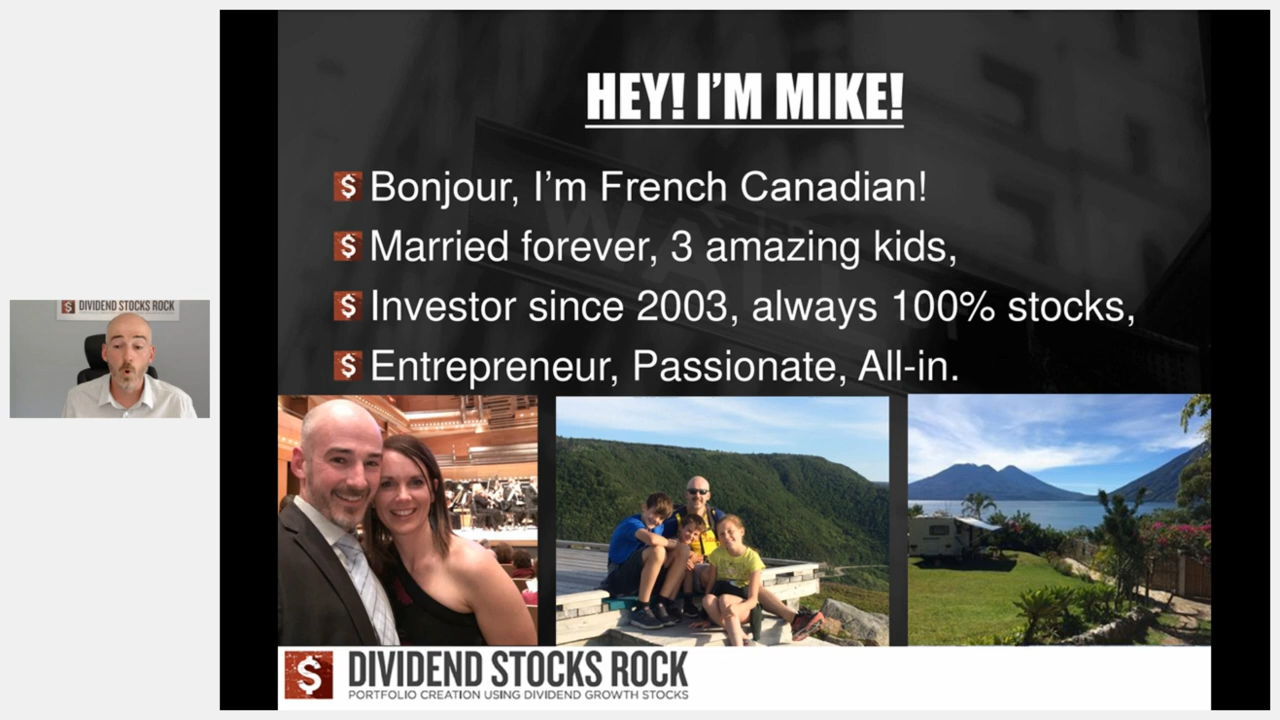 HEY! I'M MIKE!
$ Bonjour, I'm French Canadian!
$ Married forever, 3 amazing kids,
$ Investor since 2003, always 100% stocks,
$ Entrepreneur, Passionate, All-in.
$ DIVIDEND STOCKS ROCK
$ DIVIDEND STOCKS ROCK
PORTFOLIO CREATION USING DIVIDEND GROWTH STOCKS